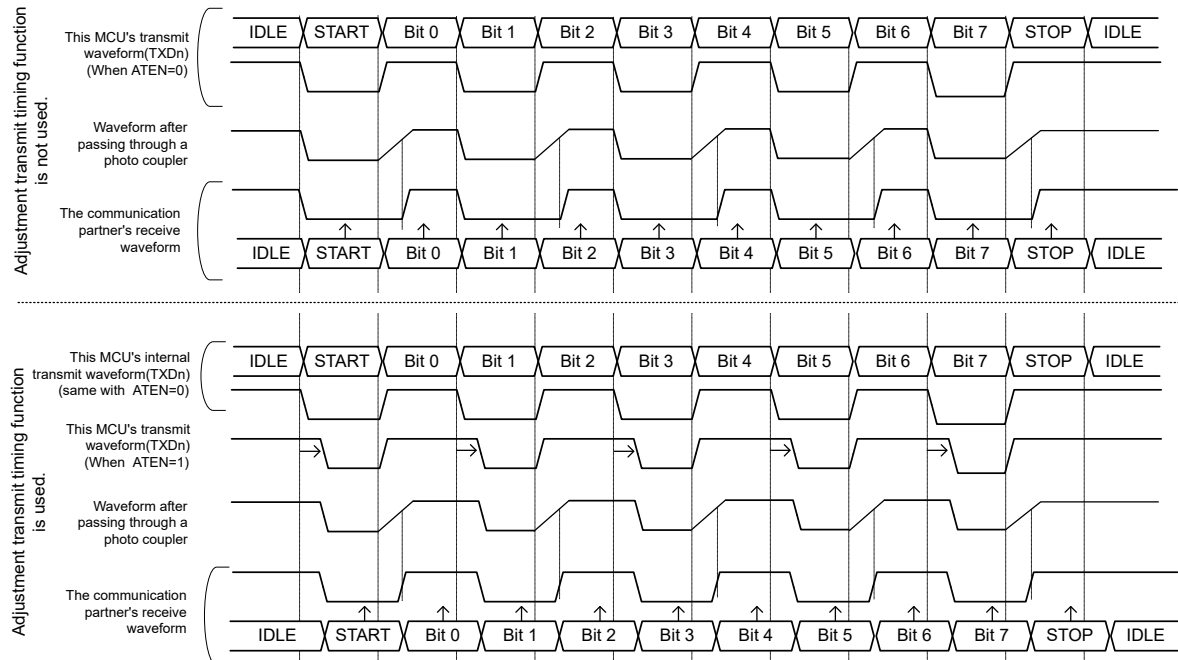 Adjustment transmit timing function
is not used.
This MCU's transmit
waveform(TXDn)
(When ATEN=0)
IDLE START Bit 0 Bit 1 Bit 2 Bit 3 Bit 4 Bit 5 Bit 6 Bit 7 STOP IDLE
Waveform after
passing through a
photo coupler
The communication
partner's receive
waveform
IDLE START Bit 0 Bit 1 Bit 2 Bit 3 Bit 4 Bit 5 Bit 6 Bit 7 STOP IDLE
Adjustment transmit timing function
is used.
This MCU's internal
transmit waveform(TXDn)
(same with ATEN=0)
IDLE START Bit 0 Bit 1 Bit 2 Bit 3 Bit 4 Bit 5 Bit 6 Bit 7 STOP IDLE
This MCU's transmit
waveform(TXDn)
(When ATEN=1)
Waveform after
passing through a
photo coupler
The communication
partner's receive
waveform
IDLE START Bit 0 Bit 1 Bit 2 Bit 3 Bit 4 Bit 5 Bit 6 Bit 7 STOP IDLE